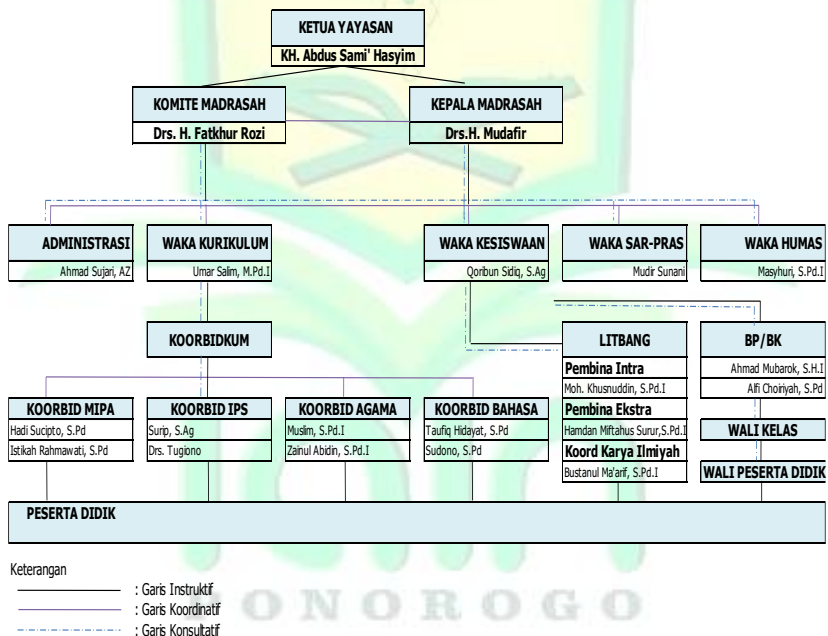 KETUA YAYASAN
KH. Abdus Sami' Hasyim
KOMITE MADRASAH
Drs. H. Fatkhur Rozi
KEPALA MADRASAH
Drs.H. Mudafir
ADMINISTRASI
Ahmad Sujari, AZ
WAKA KURIKULUM
Umar Salim, M.Pd.I
WAKA KESISWAAN
Qoribun Sidiq, S.Ag
WAKA SAR-PRAS
Mudir Sunani
WAKA HUMAS
Masyhuri, S.Pd.I
KOORBIDKUM
LITBANG
Pembina Intra
Moh. Khusnuddin, S.Pd.I
Pembina Ekstra
Hamdan Miftahus Surur,S.Pd.I
Koord Karya Ilmiyah
Bustanul Ma'arif, S.Pd.I
BP/BK
Ahmad Mubarok, S.H.I
Alfi Choiriyah, S.Pd
WALI KELAS
WALI PESERTA DIDIK
KOORBID MIPA
Hadi Sucipto, S.Pd
Istikah Rahmawati, S.Pd
KOORBID IPS
Surip, S.Ag
Drs. Tugiono
KOORBID AGAMA
Muslim, S.Pd.I
Zainul Abidin, S.Pd.I
KOORBID BAHASA
Taufiq Hidayat, S.Pd
Sudono, S.Pd
PESERTA DIDIK
Keterangan
: Garis Instruktif
: Garis Koordinatif
: Garis Konsultatif
iain
PONOROGO